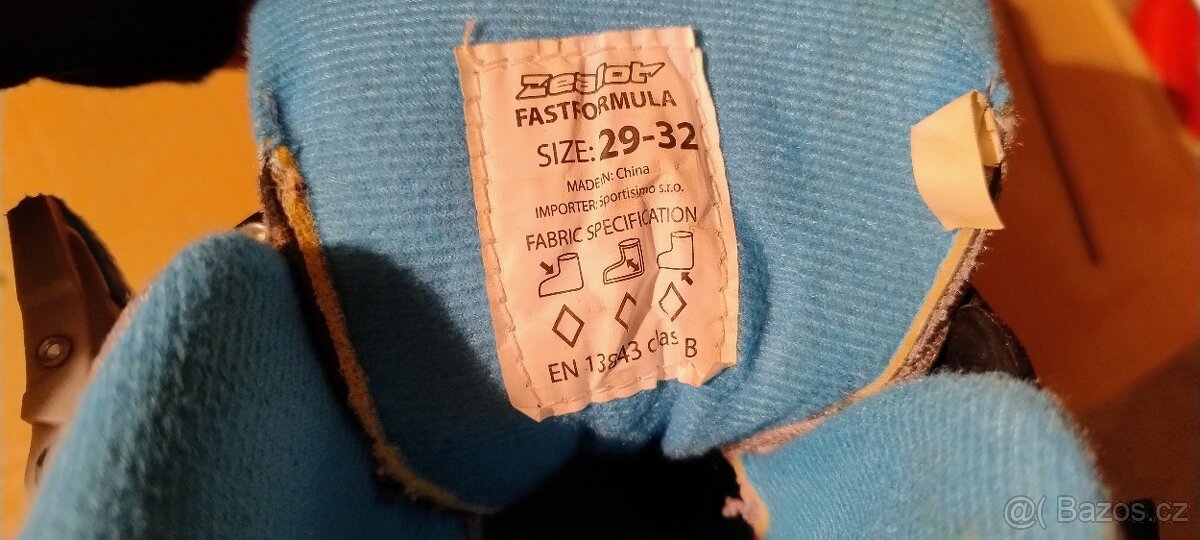 zealot
FASTFORMULA
SIZE: 29-32
MADE IN: China
IMPORTER: Sportisimo s.r.o.
FABRIC SPECIFICATION
EN 13843 clas B
@( Bazos.cz